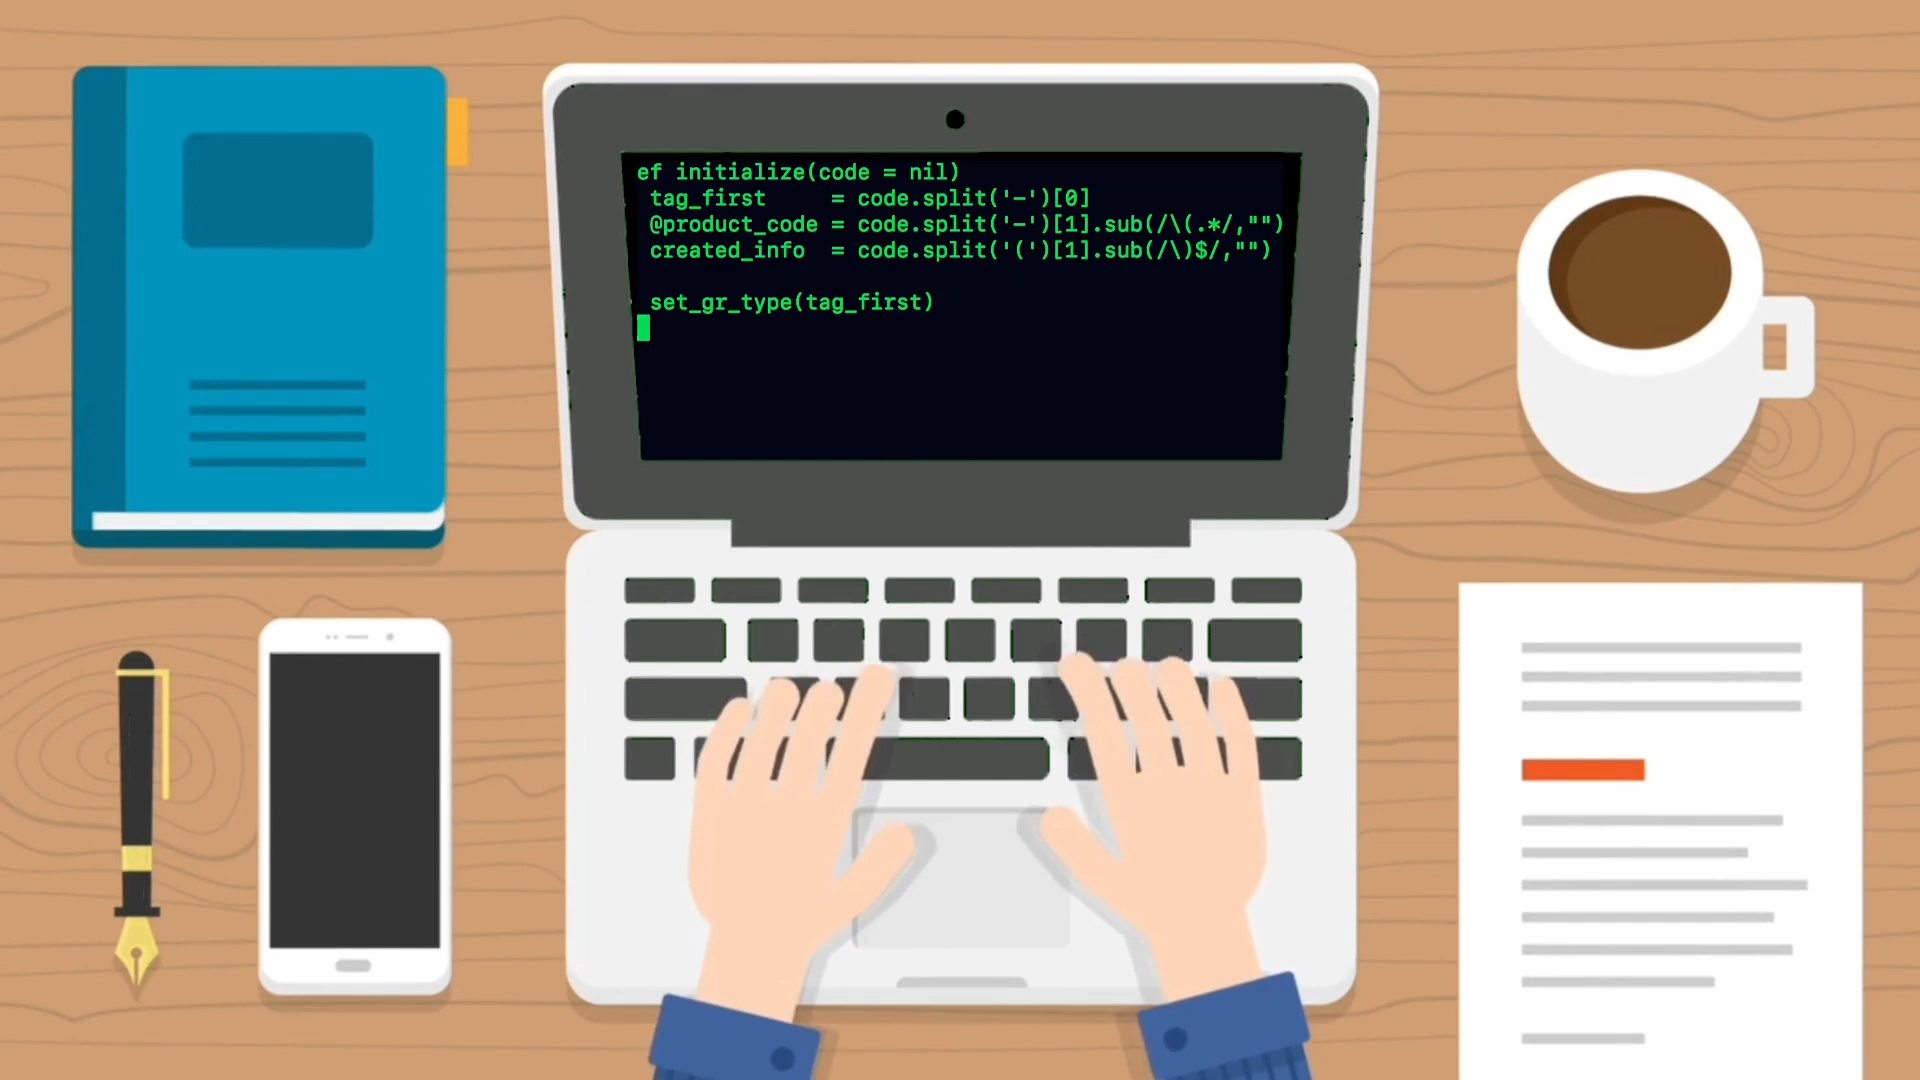 ef initialize(code = nil)
tag_first     = code.split('-')[0]
@product_code = code.split('-')[1].sub(/\(.*/,"")
created_info  = code.split('(')[1].sub(/\)$/,"")
set_gr_type(tag_first)